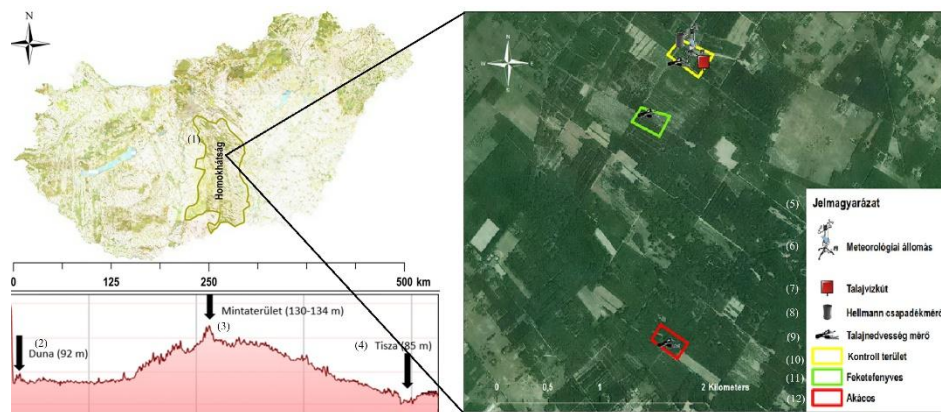 N
(1)
Homokhátság
0 125 250 500 km
Mintaterület (130-134 m)
(3)
(2)
Duna (92 m)
(4) Tisza (85 m)
N
0 1 2 Kilometers
(5) Jelmagyarázat
(6) Meteorológiai állomás
(7) Talajvízkút
(8) Hellmann csapadékmérő
(9) Talajnedvesség mérő
(10) Kontroll terület
(11) Feketefenyves
(12) Akácos